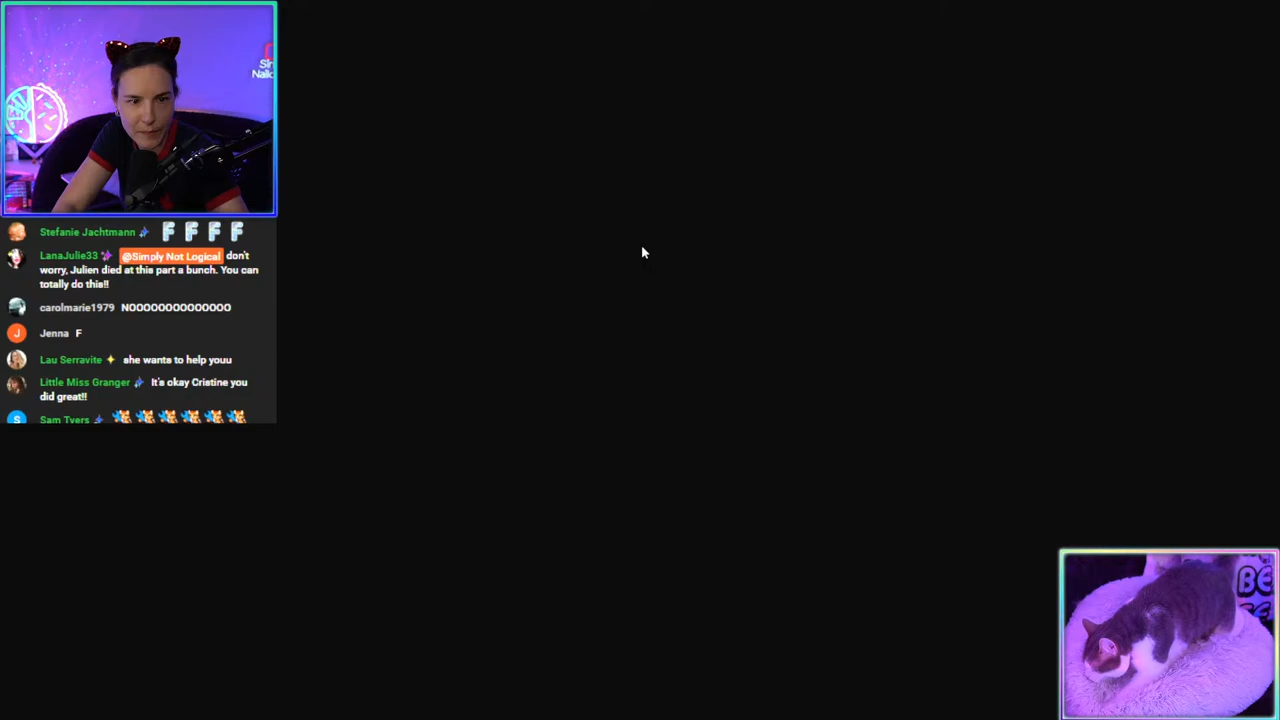 Stefanie Jachtmann F F F F
LanaJulie33 @Simply Not Logical don't
worry, Julien died at this part a bunch. You can
totally do this!!
carolmarie1979 NOOOOOOOOOOOOOO
J Jenna F
Lau Serravite she wants to help youu
Little Miss Granger It's okay Cristine you
did great!!
S Sam Tyers
BE